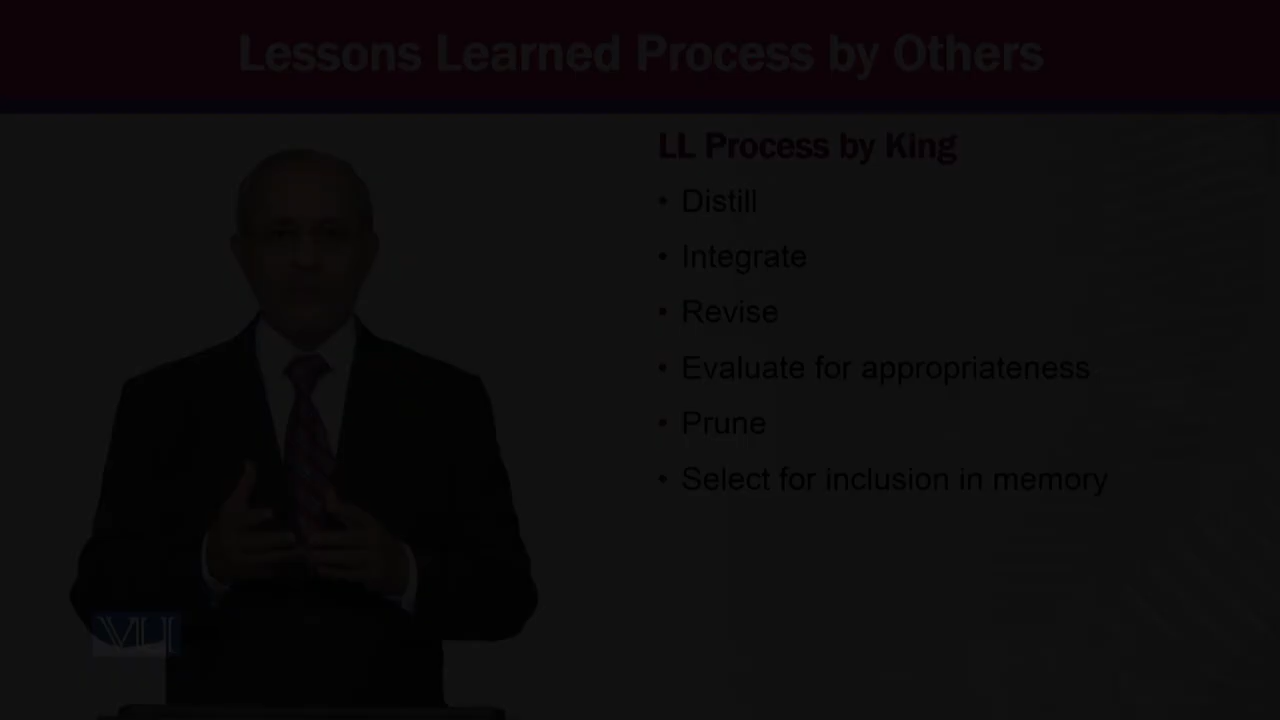 Lessons Learned Process by Others
LL Process by King
• Distill
• Integrate
• Revise
• Evaluate for appropriateness
• Prune
• Select for inclusion in memory
VU